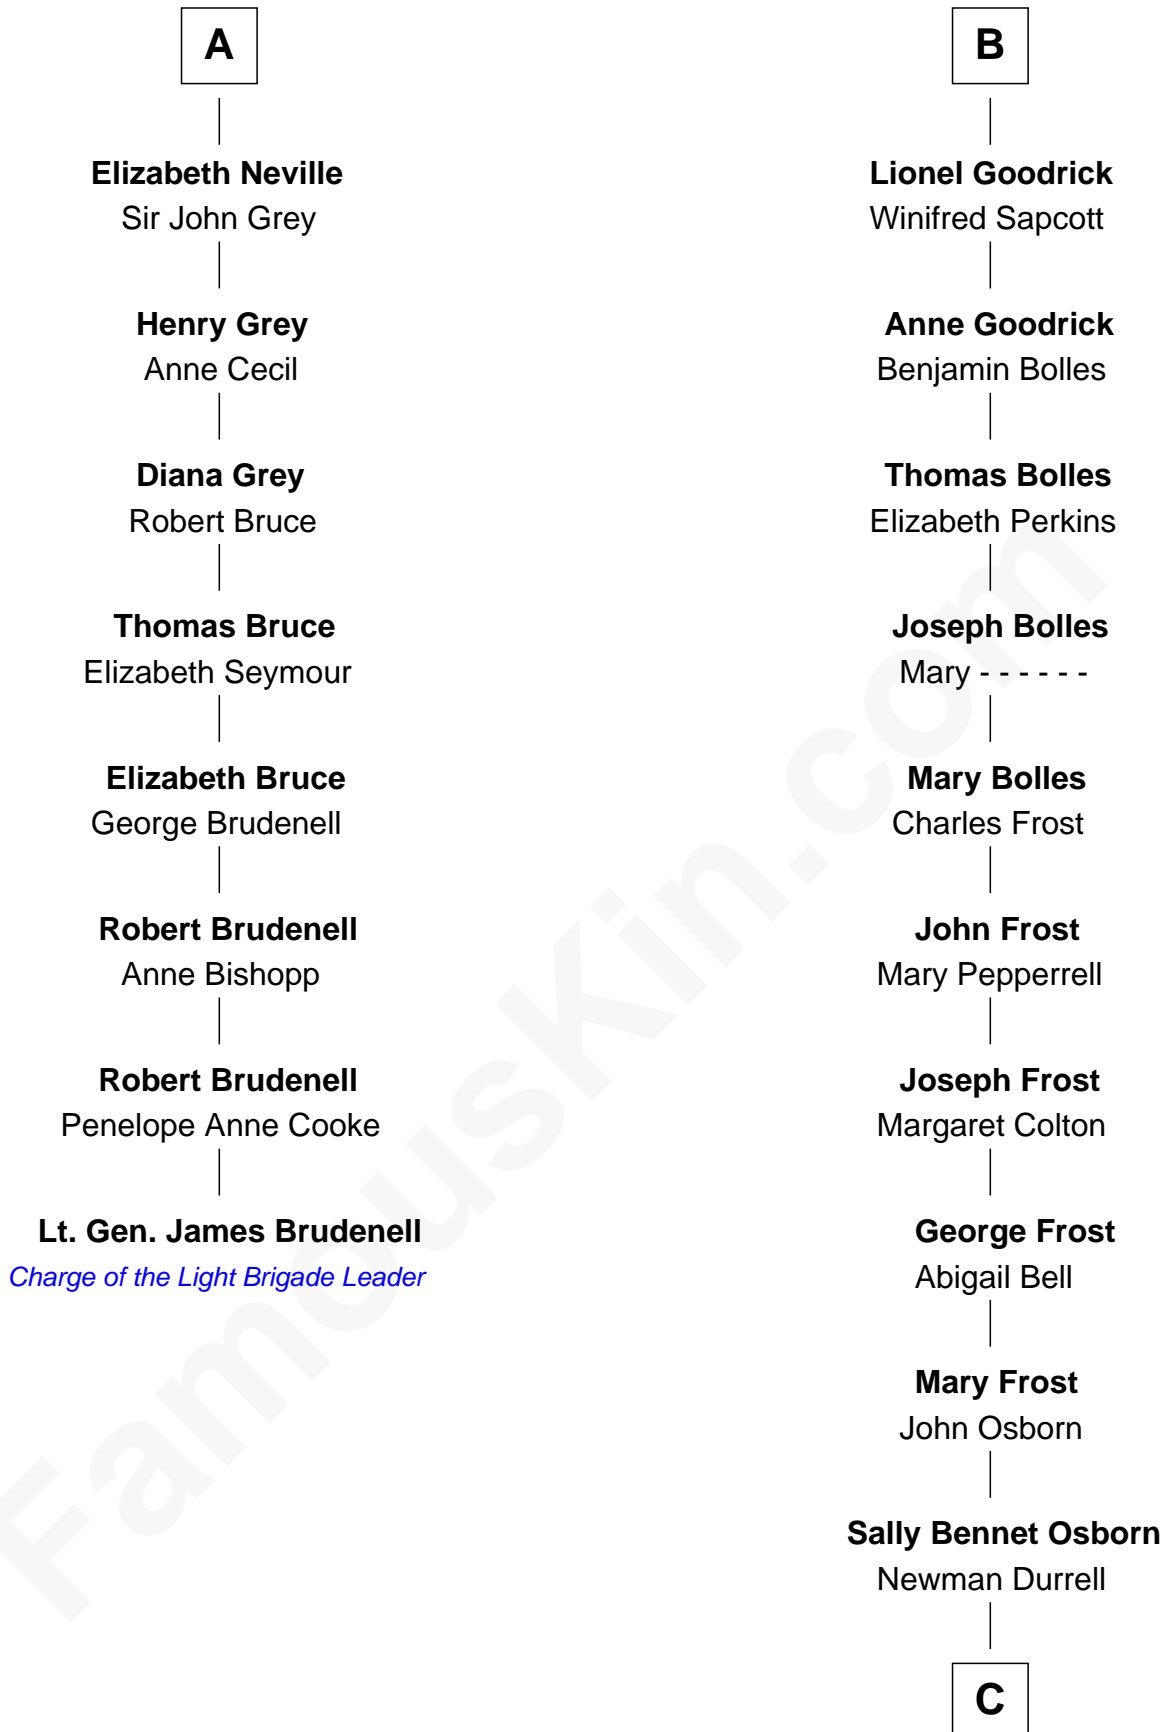 A
Elizabeth Neville
Sir John Grey
Henry Grey
Anne Cecil
Diana Grey
Robert Bruce
Thomas Bruce
Elizabeth Seymour
Elizabeth Bruce
George Brudenell
Robert Brudenell
Anne Bishopp
Robert Brudenell
Penelope Anne Cooke
Lt. Gen. James Brudenell
Charge of the Light Brigade Leader
B
Lionel Goodrick
Winifred Sapcott
Anne Goodrick
Benjamin Bolles
Thomas Bolles
Elizabeth Perkins
Joseph Bolles
Mary - - - - - -
Mary Bolles
Charles Frost
John Frost
Mary Pepperrell
Joseph Frost
Margaret Colton
George Frost
Abigail Bell
Mary Frost
John Osborn
Sally Bennet Osborn
Newman Durrell
C
FamousKin.com